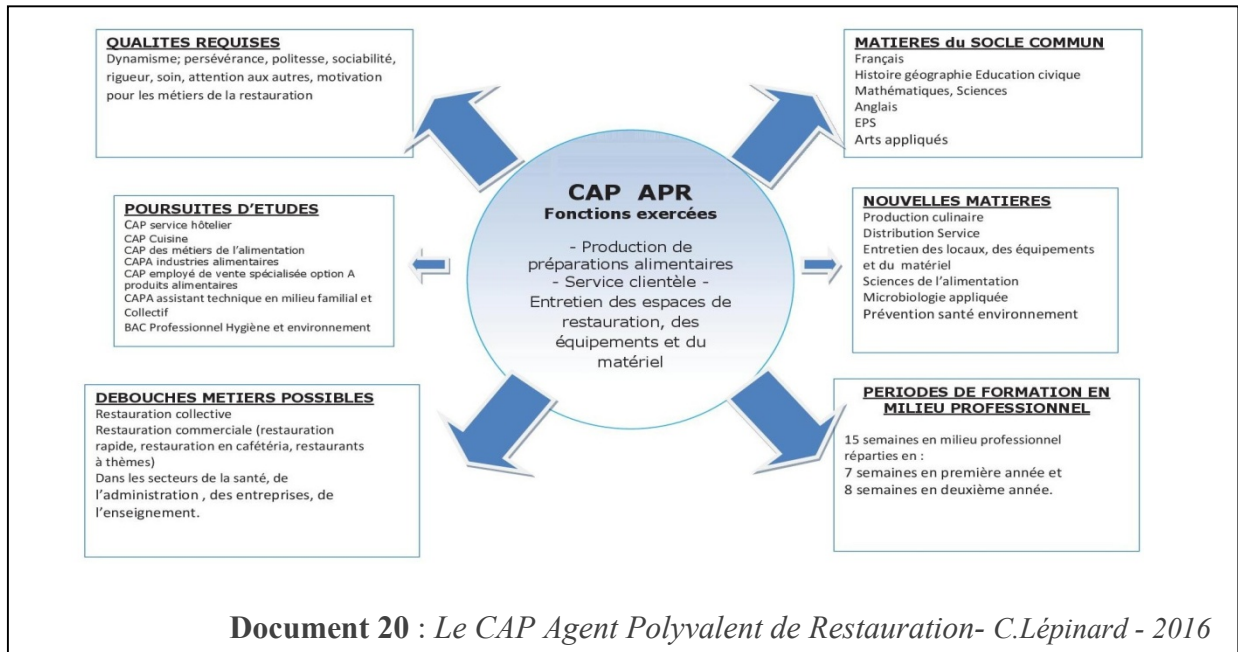 QUALITES REQUISES
Dynamisme; persévérance, politesse, sociabilité,
rigueur, soin, attention aux autres, motivation
pour les métiers de la restauration
MATIERES du SOCLE COMMUN
Français
Histoire géographie Education civique
Mathématiques, Sciences
Anglais
EPS
Arts appliqués
CAP APR
Fonctions exercées
- Production de
préparations alimentaires
- Service clientèle -
Entretien des espaces de
restauration, des
équipements et du
matériel
POURSUITES D'ETUDES
CAP service hôtelier
CAP Cuisine
CAP des métiers de l'alimentation
CAPA industries alimentaires
CAP employé de vente spécialisée option A
produits alimentaires
CAPA assistant technique en milieu familial et
Collectif
BAC Professionnel Hygiène et environnement
NOUVELLES MATIERES
Production culinaire
Distribution Service
Entretien des locaux, des équipements
et du matériel
Sciences de l'alimentation
Microbiologie appliquée
Prévention santé environnement
DEBOUCHES METIERS POSSIBLES
Restauration collective
Restauration commerciale (restauration
rapide, restauration en cafétéria, restaurants
à thèmes)
Dans les secteurs de la santé, de
l'administration , des entreprises, de
l'enseignement.
PERIODES DE FORMATION EN
MILIEU PROFESSIONNEL
15 semaines en milieu professionnel
réparties en :
7 semaines en première année et
8 semaines en deuxième année.
Document 20 : Le CAP Agent Polyvalent de Restauration- C.Lépinard - 2016